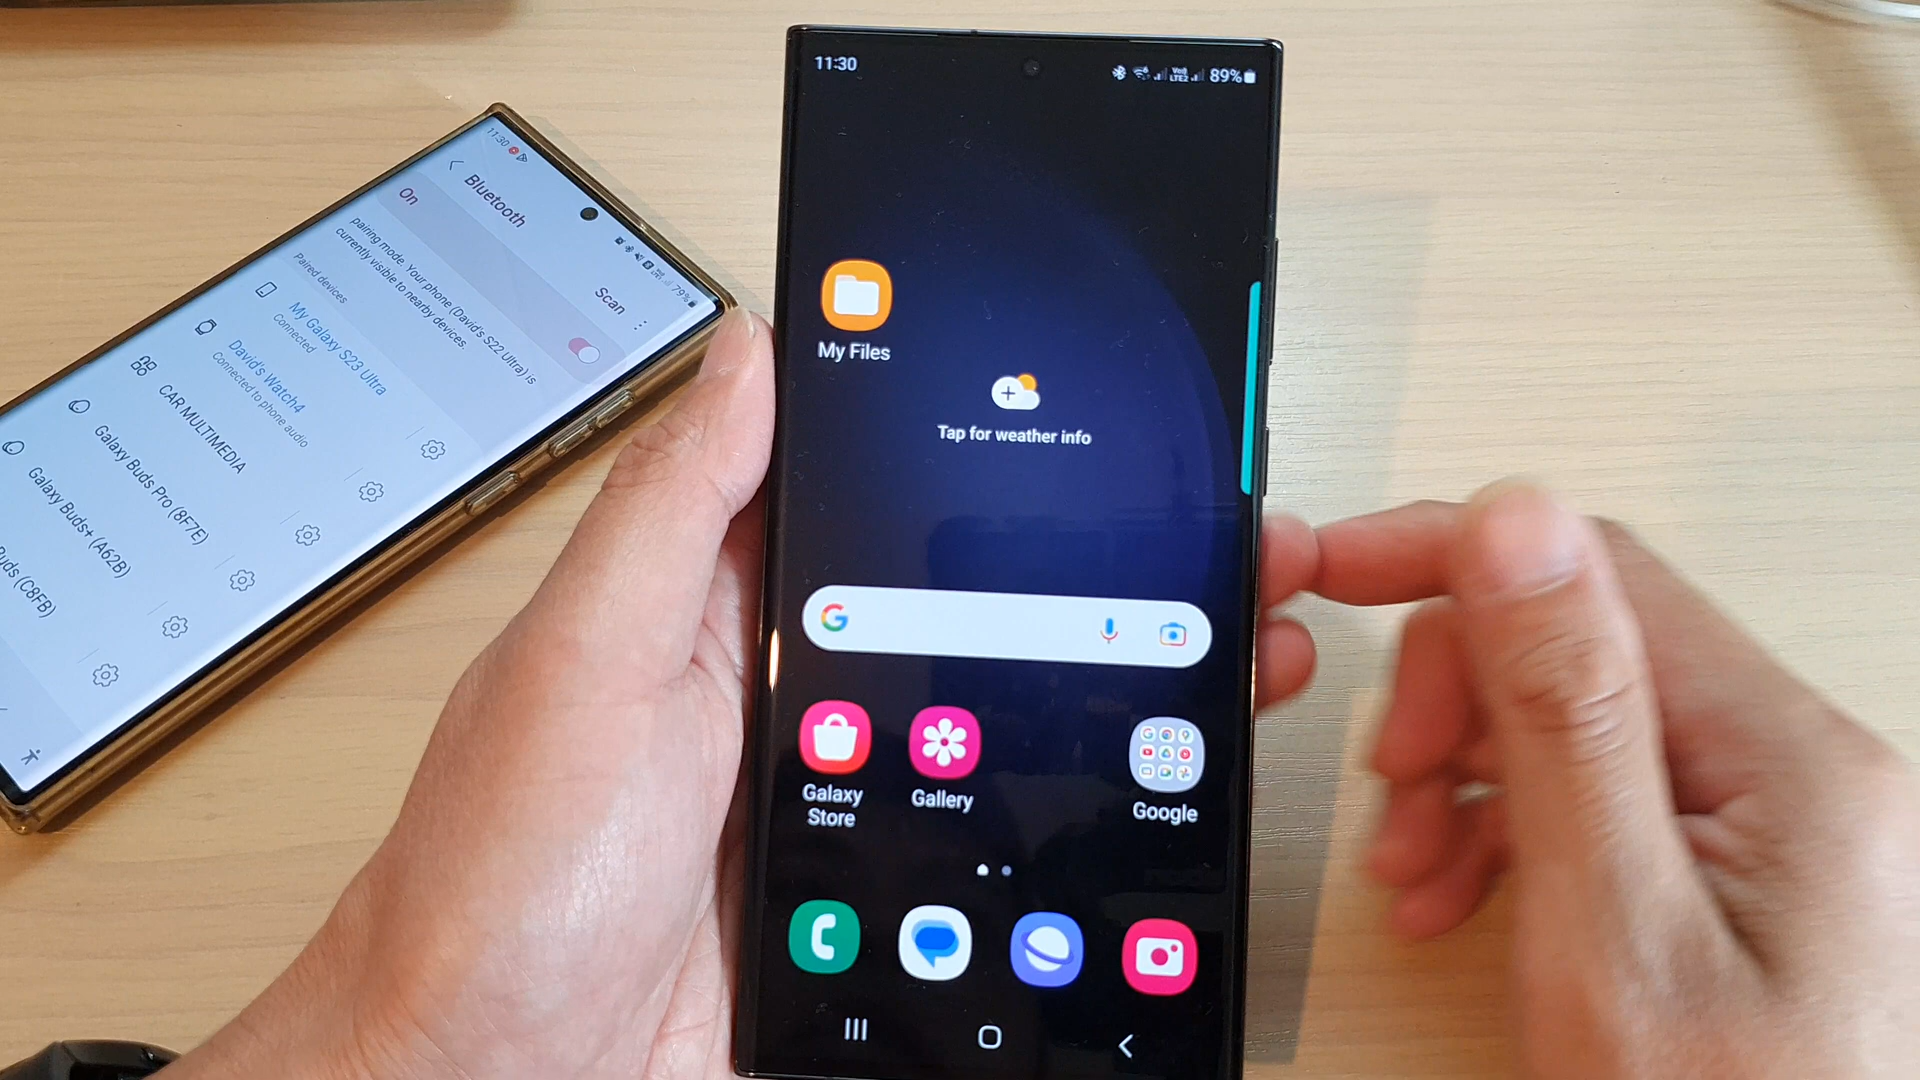 11:30
Bluetooth
Scan
On
pairing mode. Your phone (David's S22 Ultra) is
currently visible to nearby devices.
Paired devices
My Galaxy S23 Ultra
Connected
David's Watch4
Connected to phone audio
CAR MULTIMEDIA
Galaxy Buds Pro (8F7E)
Galaxy Buds+ (A62B)
(C8FB)
79%
11:30
89%
My Files
Tap for weather info
Galaxy
Store
Gallery
Google